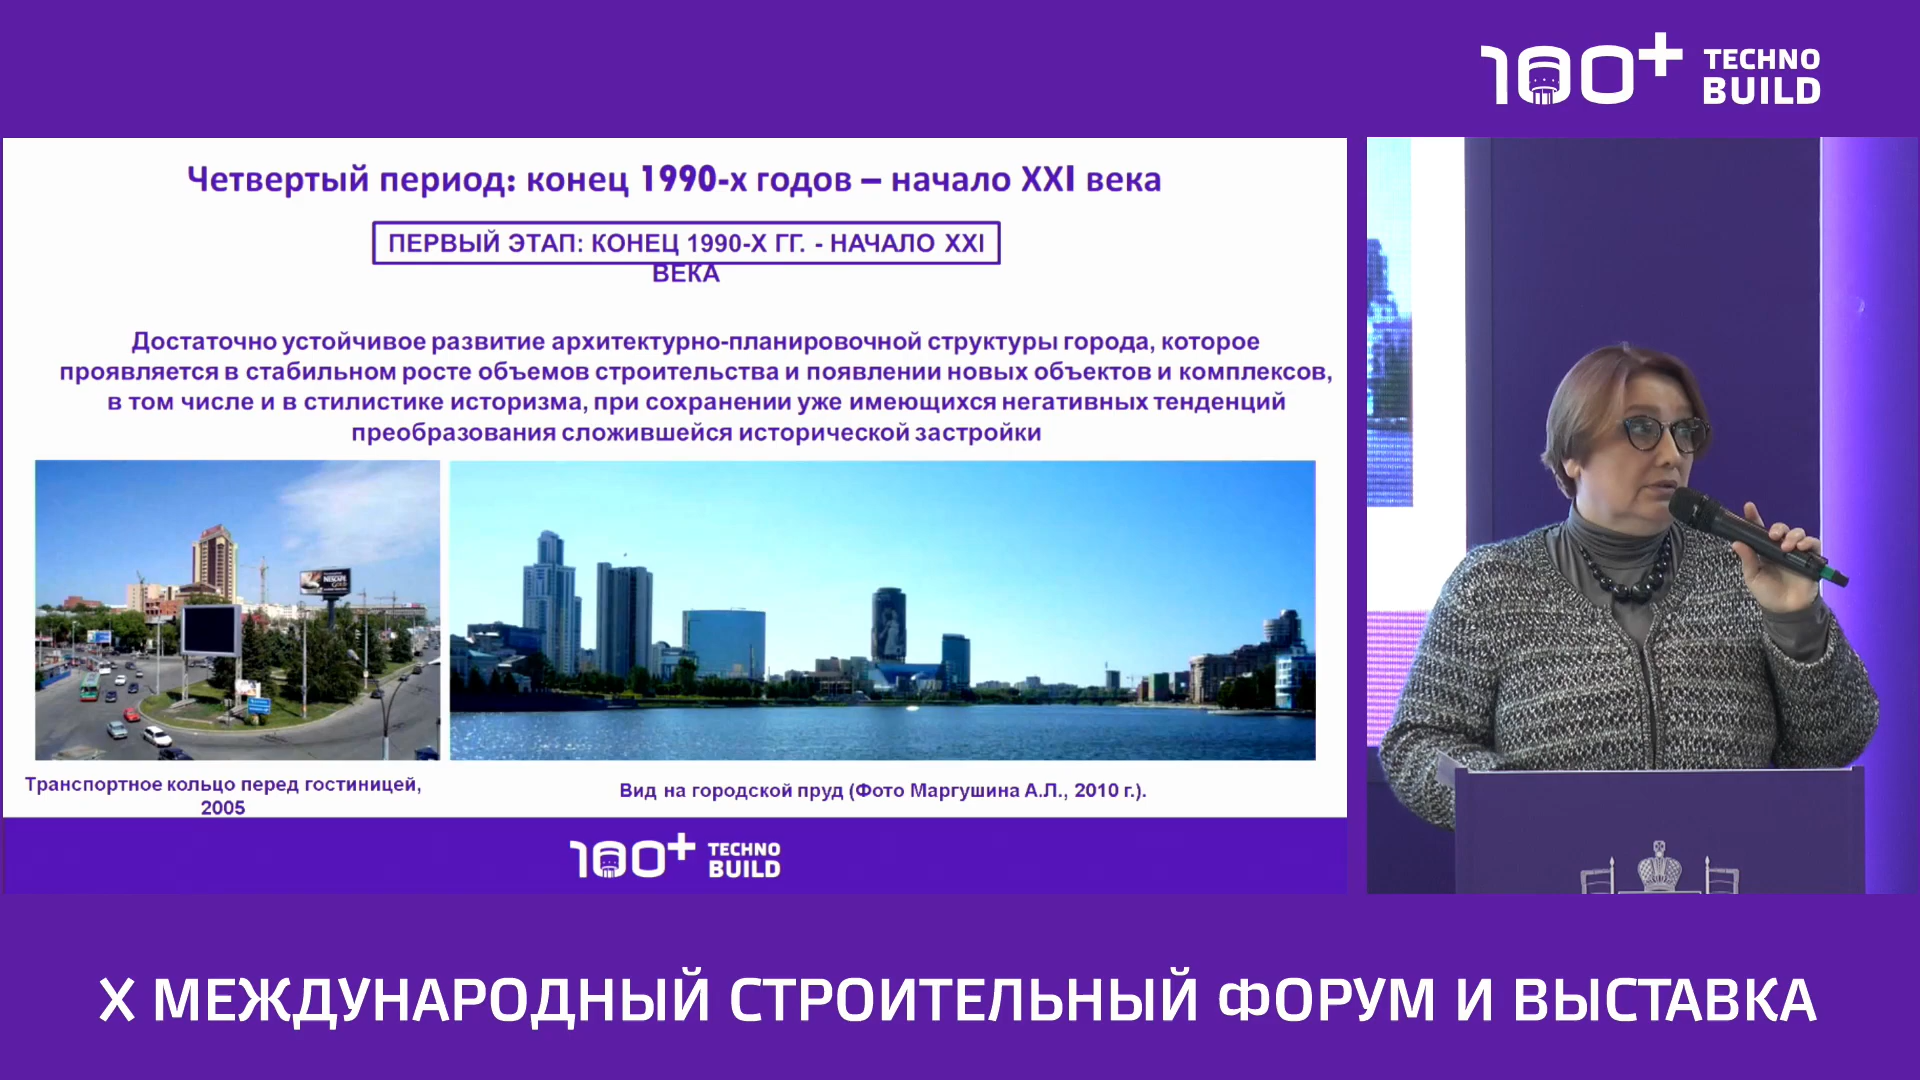 100+ TECHNO
BUILD
Четвертый период: конец 1990-х годов – начало XXI века
ПЕРВЫЙ ЭТАП: КОНЕЦ 1990-Х ГГ. - НАЧАЛО XXI
ВЕКА
Достаточно устойчивое развитие архитектурно-планировочной структуры города, которое
проявляется в стабильном росте объемов строительства и появлении новых объектов и комплексов,
в том числе и в стилистике историзма, при сохранении уже имеющихся негативных тенденций
преобразования сложившейся исторической застройки
NESCAFE
GOLD
Транспортное кольцо перед гостиницей,
2005
Вид на городской пруд (Фото Маргушина А.Л., 2010 г.).
100+ TECHNO
BUILD
X МЕЖДУНАРОДНЫЙ СТРОИТЕЛЬНЫЙ ФОРУМ И ВЫСТАВКА